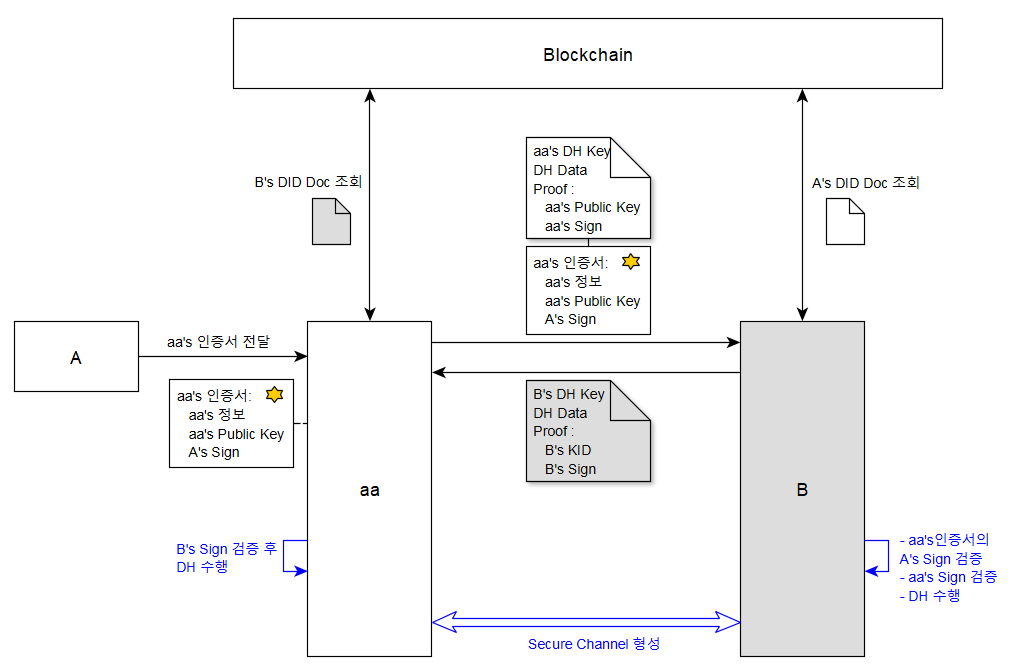 Blockchain
B's DID Doc 조회
aa's DH Key
DH Data
Proof :
aa's Public Key
aa's Sign
A's DID Doc 조회
aa's 인증서:
aa's 정보
aa's Public Key
A's Sign
A
aa's 인증서 전달
aa's 인증서:
aa's 정보
aa's Public Key
A's Sign
B's DH Key
DH Data
Proof :
B's KID
B's Sign
aa
B
B's Sign 검증 후
DH 수행
- aa's인증서의
A's Sign 검증
- aa's Sign 검증
- DH 수행
Secure Channel 형성